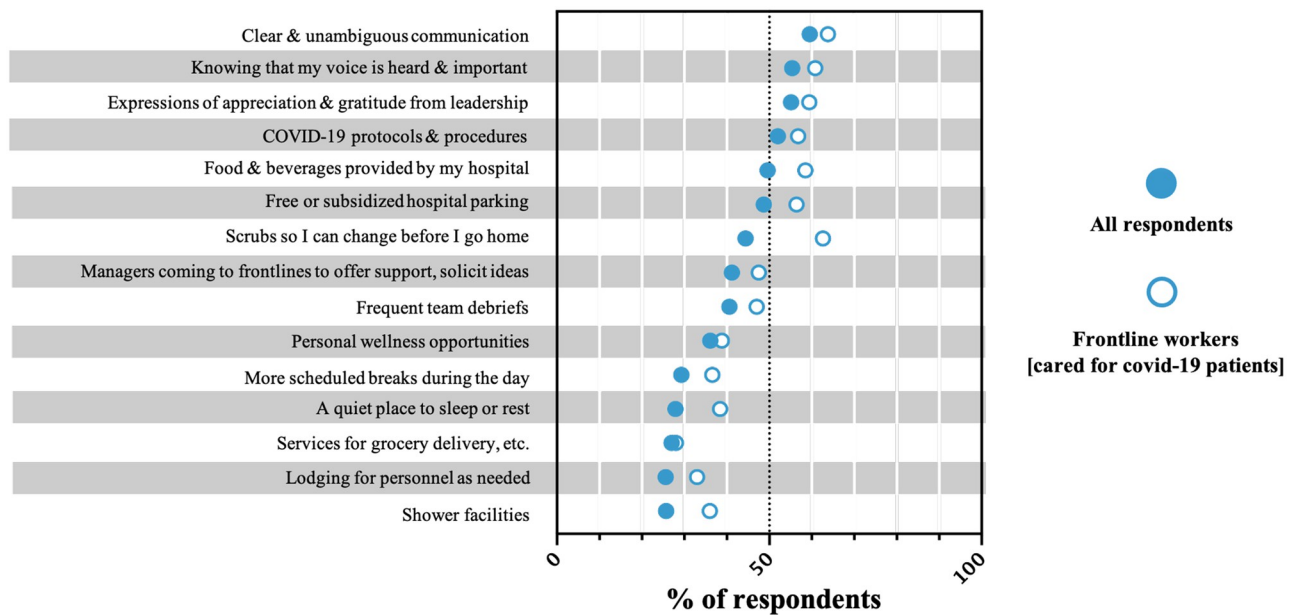 Clear & unambiguous communication
Knowing that my voice is heard & important
Expressions of appreciation & gratitude from leadership
COVID-19 protocols & procedures
Food & beverages provided by my hospital
Free or subsidized hospital parking
Scrubs so I can change before I go home
Managers coming to frontlines to offer support, solicit ideas
Frequent team debriefs
Personal wellness opportunities
More scheduled breaks during the day
A quiet place to sleep or rest
Services for grocery delivery, etc.
Lodging for personnel as needed
Shower facilities
0
50
100
% of respondents
All respondents
Frontline workers
[cared for covid-19 patients]